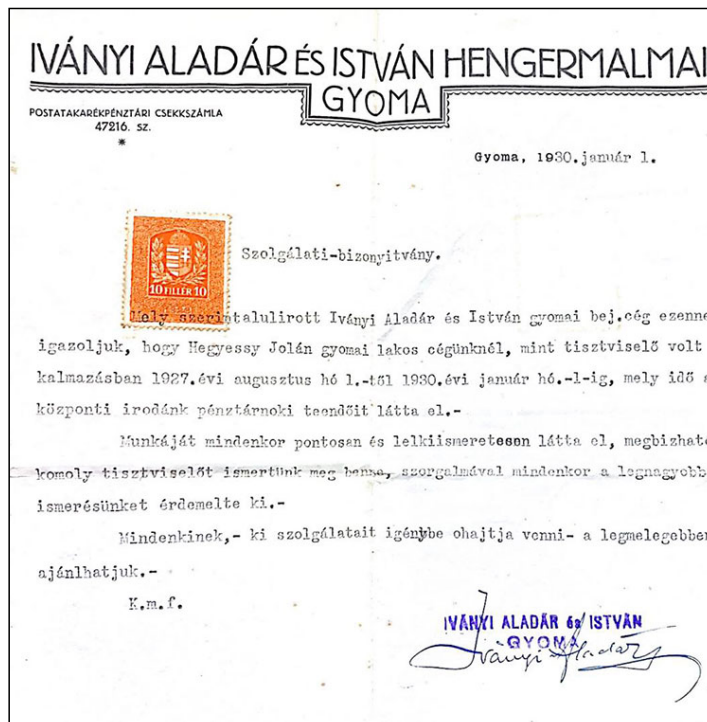 IVÁNYI ALADÁR ÉS ISTVÁN HENGERMALMAI
GYOMA
POSTATAKARÉKPÉNZTÁRI CSEKKSZÁMLA
47216. SZ.
Gyoma, 1930. január 1.
10 FILLÉR 10
Szolgálati-bizonyitvány.
Mely szerint alulirott Iványi Aladár és István gyomai bej.cég ezenne
igazoljuk, hogy Hegyessy Jolán gyomai lakos cégünknél, mint tisztviselő volt
kalmazásban 1927.évi augusztus hó 1.-től 1930.évi január hó.-1-ig, mely idő a
központi irodánk pénztárnoki teendőit látta el.-
Munkáját mindenkor pontosan és lelkiismeretesen látta el, megbizható
komoly tisztviselőt ismertünk meg benne, szorgalmával mindenkor a legnagyobb
ismerésünket érdemelte ki.-
Mindenkinek,- ki szolgálatait igénybe ohajtja venni- a legmelegebben
ajánlhatjuk.-
K.m.f.
IVÁNYI ALADÁR és ISTVÁN
GYOMA
Iványi Aladár